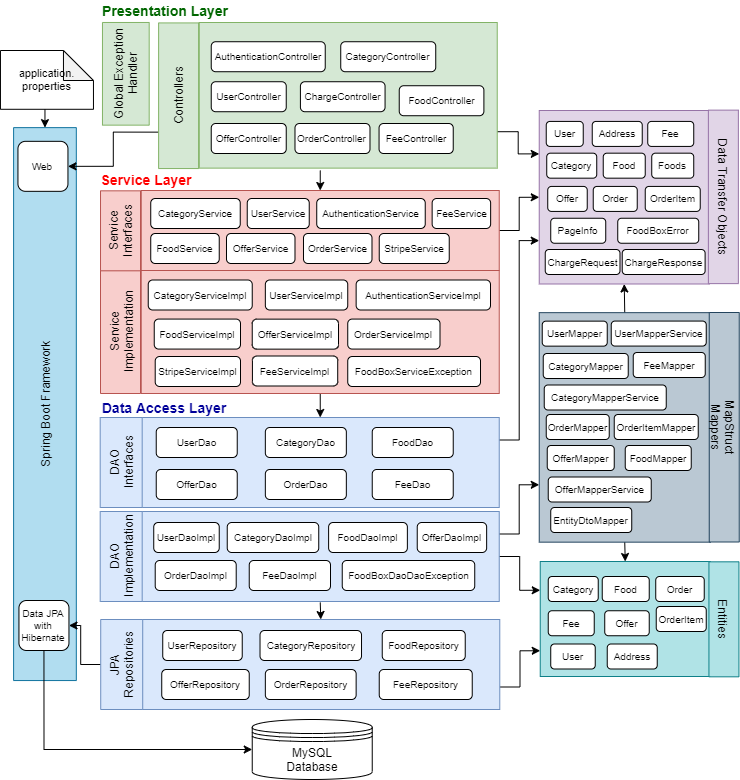 Presentation Layer
Global Exception
Handler
Controllers
AuthenticationController
CategoryController
UserController
ChargeController
FoodController
OfferController
OrderController
FeeController
application.
properties
Spring Boot Framework
Web
Data JPA
with
Hibernate
Service Layer
Service
Interfaces
CategoryService
UserService
AuthenticationService
FeeService
FoodService
OfferService
OrderService
StripeService
Service
Implementation
CategoryServiceImpl
UserServiceImpl
AuthenticationServiceImpl
FoodServiceImpl
OfferServiceImpl
OrderServiceImpl
StripeServiceImpl
FeeServiceImpl
FoodBoxServiceException
Data Access Layer
DAO
Interfaces
UserDao
CategoryDao
FoodDao
OfferDao
OrderDao
FeeDao
DAO
Implementation
UserDaoImpl
CategoryDaoImpl
FoodDaoImpl
OfferDaoImpl
OrderDaoImpl
FeeDaoImpl
FoodBoxDaoDaoException
JPA
Repositories
UserRepository
CategoryRepository
FoodRepository
OfferRepository
OrderRepository
FeeRepository
MySQL
Database
Data Transfer Objects
User
Address
Fee
Category
Food
Foods
Offer
Order
OrderItem
PageInfo
FoodBoxError
ChargeRequest
ChargeResponse
MapStruct
Mappers
UserMapper
UserMapperService
CategoryMapper
FeeMapper
CategoryMapperService
OrderMapper
OrderItemMapper
OfferMapper
FoodMapper
OfferMapperService
EntityDtoMapper
Entities
Category
Food
Order
Fee
Offer
OrderItem
User
Address